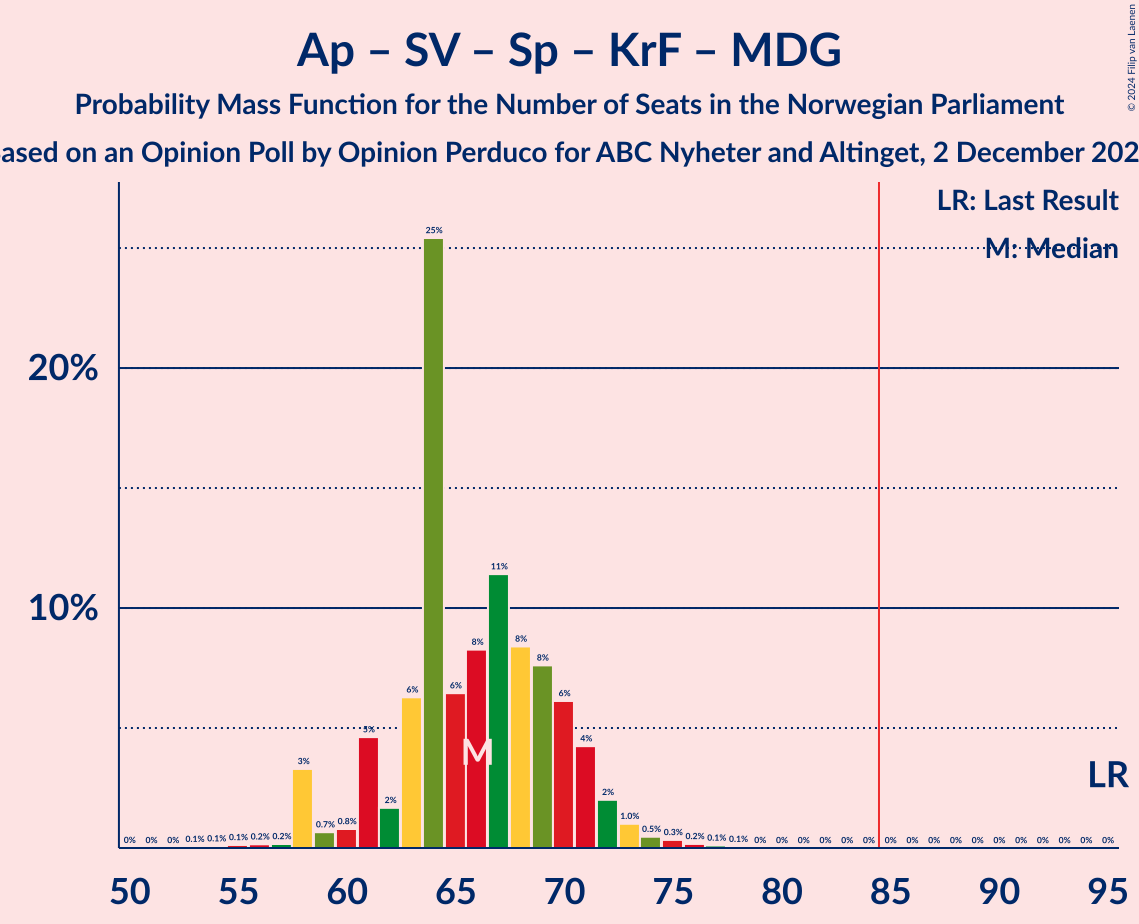 Ap – SV – Sp – KrF – MDG
Probability Mass Function for the Number of Seats in the Norwegian Parliament
ased on an Opinion Poll by Opinion Perduco for ABC Nyheter and Altinget, 2 December 202
© 2024 Filip van Laenen
LR: Last Result
M: Median
25%
20%
11%
10%
8%
8%
8%
6%
6%
6%
5%
4%
M
LR
3%
2%
2%
0% 0% 0% 0.1% 0.1% 0.1% 0.2% 0.2% 0.7% 0.8% 1.0% 0.5% 0.3% 0.2% 0.1% 0.1% 0% 0% 0% 0% 0% 0% 0% 0% 0% 0% 0% 0% 0% 0% 0% 0% 0%
50 55 60 65 70 75 80 85 90 95